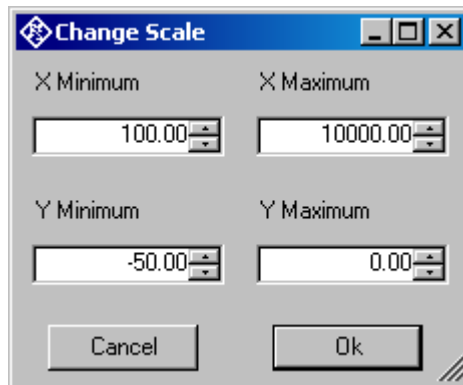 Change Scale
X Minimum X Maximum
100.00 10000.00
Y Minimum Y Maximum
-50.00 0.00
Cancel Ok